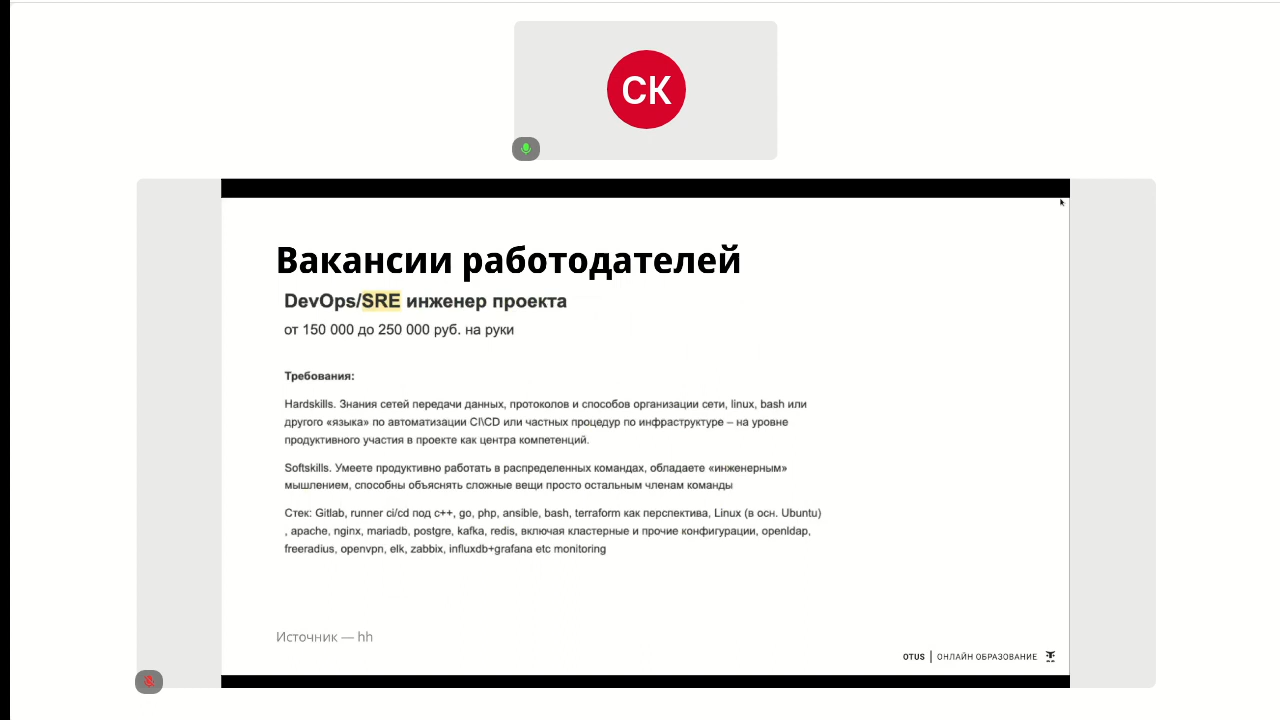 СК
Вакансии работодателей
DevOps/SRE инженер проекта
от 150 000 до 250 000 руб. на руки
Требования:
Hardskills. Знания сетей передачи данных, протоколов и способов организации сети, linux, bash или
другого «языка» по автоматизации CI\CD или частных процедур по инфраструктуре – на уровне
продуктивного участия в проекте как центра компетенций.
Softskills. Умеете продуктивно работать в распределенных командах, обладаете «инженерным»
мышлением, способны объяснять сложные вещи просто остальным членам команды
Стек: Gitlab, runner ci/cd под c++, go, php, ansible, bash, terraform как перспектива, Linux (в осн. Ubuntu)
, apache, nginx, mariadb, postgre, kafka, redis, включая кластерные и прочие конфигурации, openldap,
freeradius, openvpn, elk, zabbix, influxdb+grafana etc monitoring
Источник — hh
OTUS | ОНЛАЙН ОБРАЗОВАНИЕ